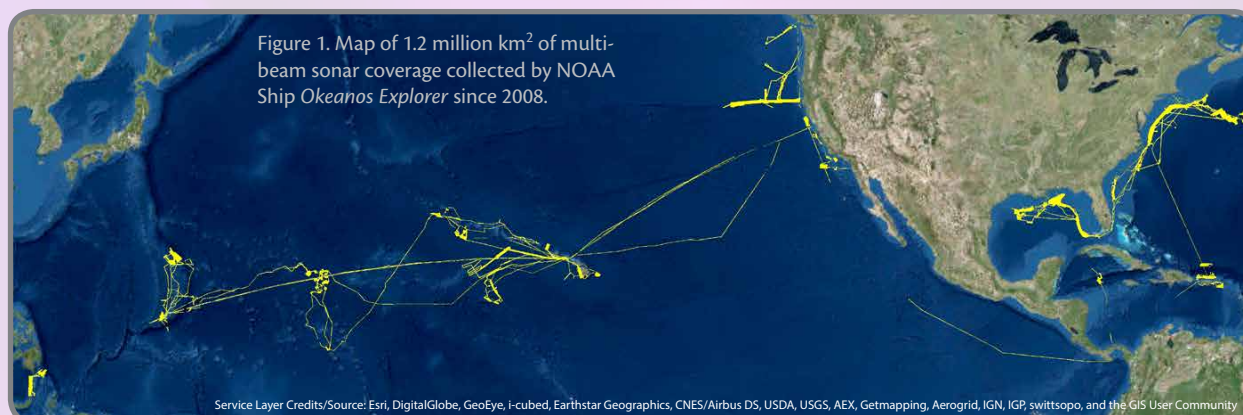 Figure 1. Map of 1.2 million km² of multi-
beam sonar coverage collected by NOAA
Ship Okeanos Explorer since 2008.
Service Layer Credits/Source: Esri, DigitalGlobe, GeoEye, i-cubed, Earthstar Geographics, CNES/Airbus DS, USDA, USGS, AEX, Getmapping, Aerogrid, IGN, IGP, swittsopo, and the GIS User Community